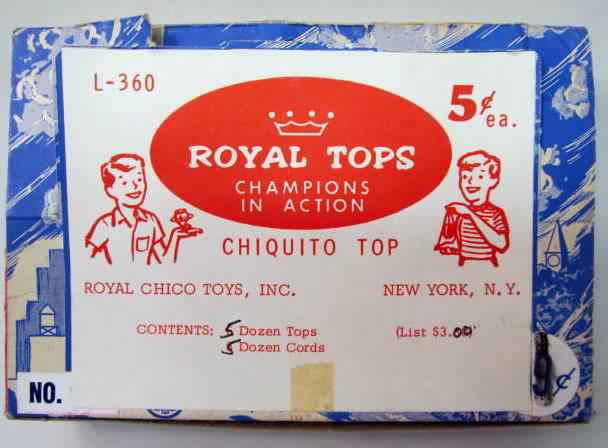 L-360
5¢ ea.
ROYAL TOPS
CHAMPIONS
IN ACTION
CHIQUITO TOP
ROYAL CHICO TOYS, INC. NEW YORK, N.Y.
CONTENTS: 5 Dozen Tops (List $3.00)
5 Dozen Cords
NO. ¢